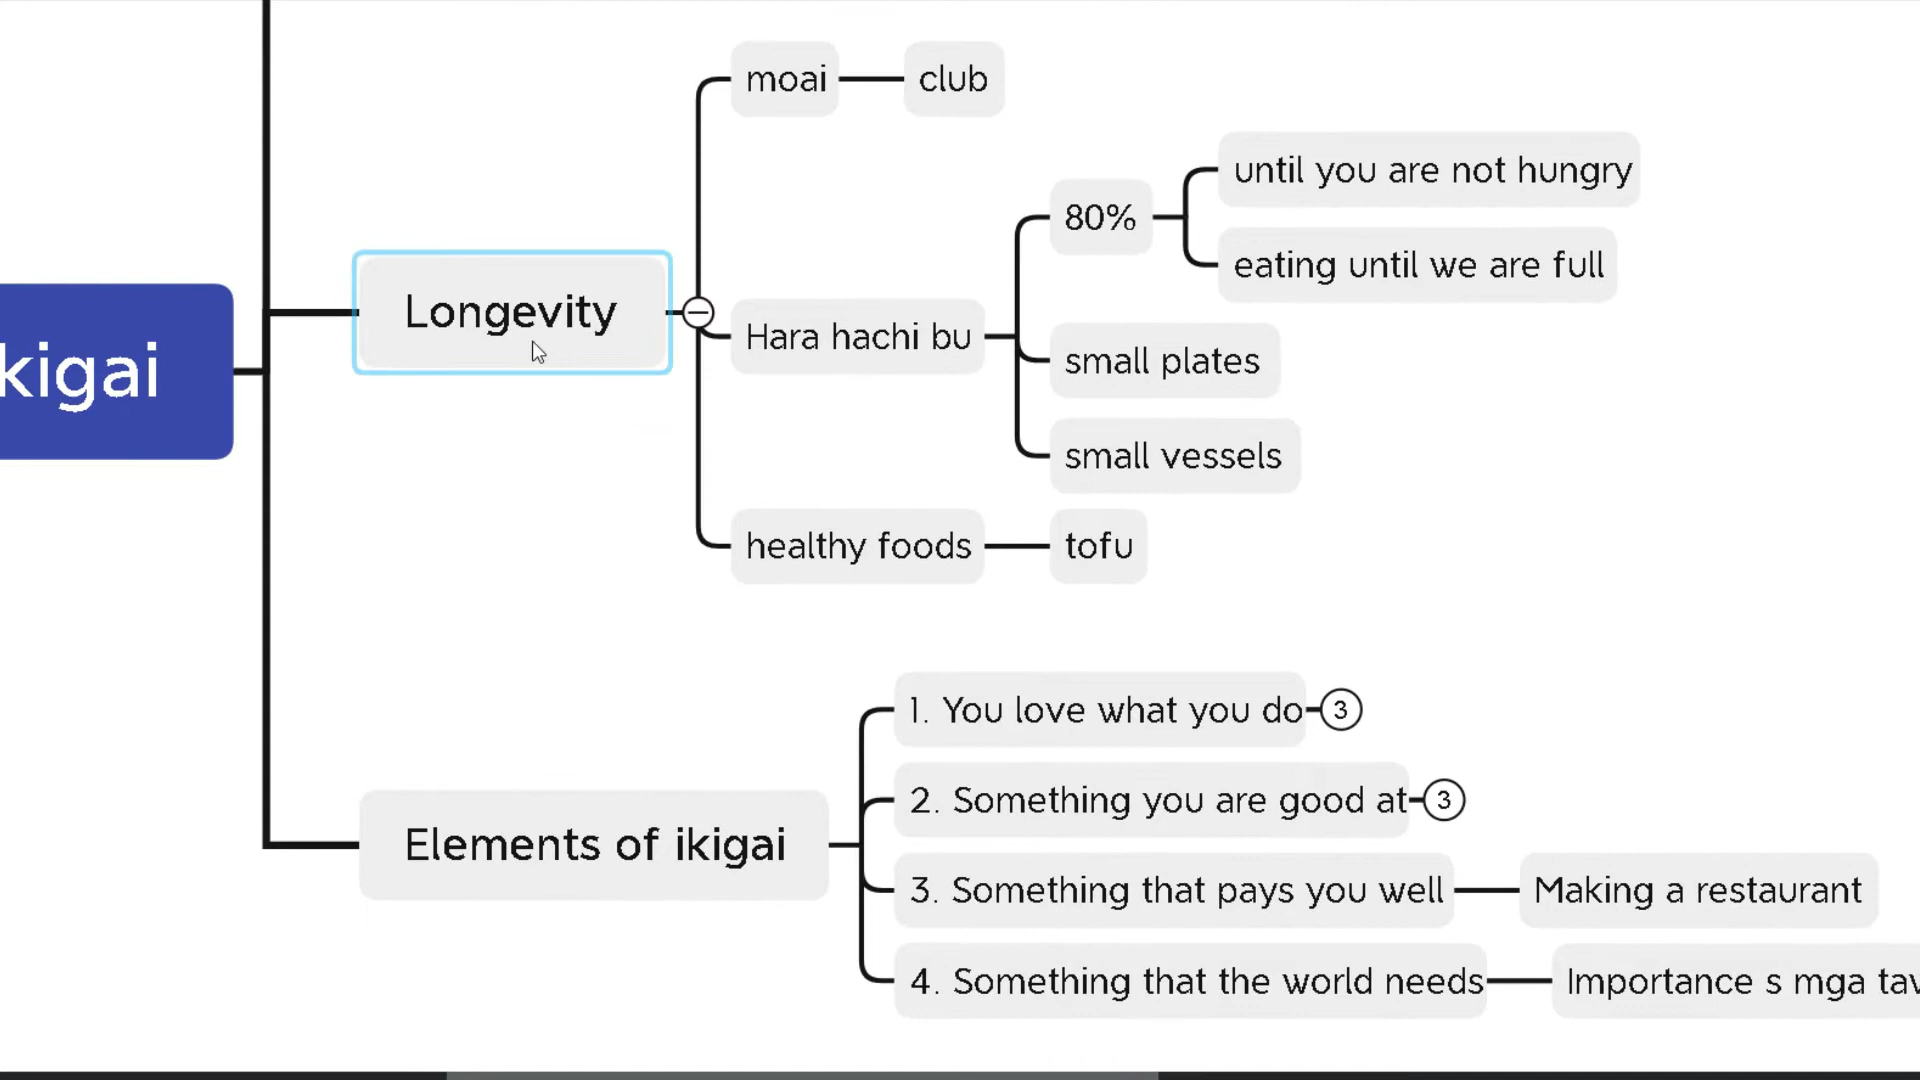 moai
club
until you are not hungry
80%
eating until we are full
Longevity
Hara hachi bu
small plates
kigai
small vessels
healthy foods
tofu
1. You love what you do
3
2. Something you are good at
3
Elements of ikigai
3. Something that pays you well
Making a restaurant
4. Something that the world needs
Importance s mga